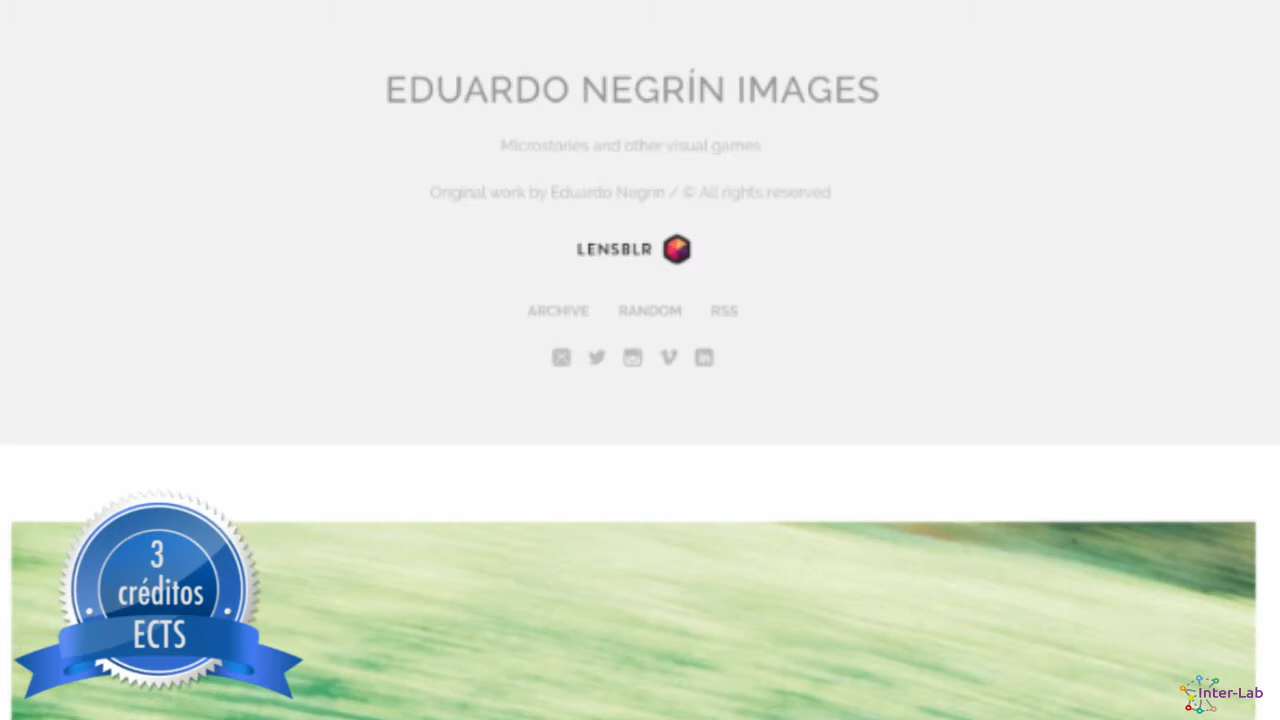 EDUARDO NEGRÍN IMAGES
Microstories and other visual games
Original work by Eduardo Negrin / © All rights reserved
LENSBLR
ARCHIVE RANDOM RSS
3
créditos
ECTS
Inter-Lab